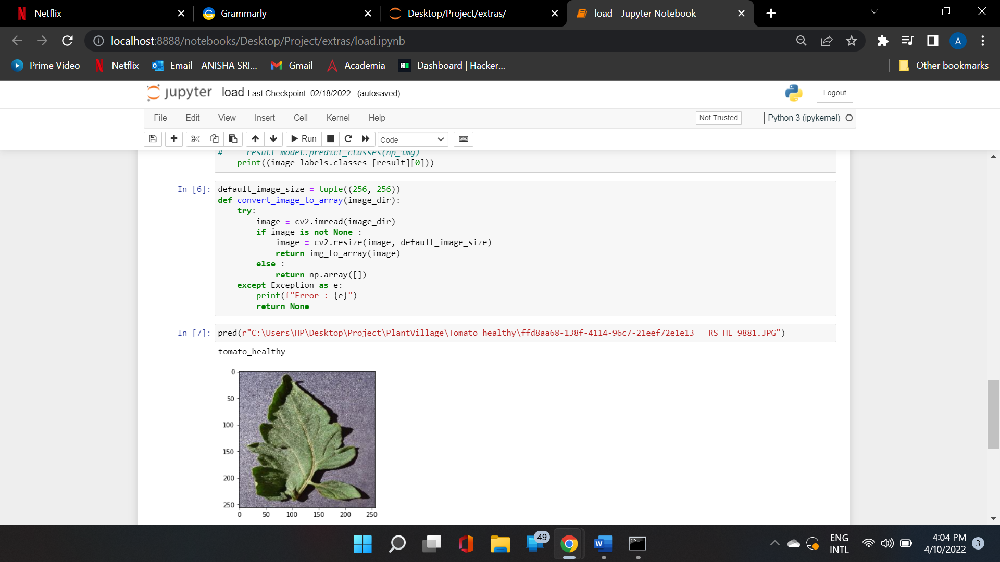 Netflix
Grammarly
Desktop/Project/extras/
load - Jupyter Notebook
localhost:8888/notebooks/Desktop/Project/extras/load.ipynb
A
Prime Video
Netflix
Email - ANISHA SRI...
Gmail
Academia
Dashboard | Hacker...
Other bookmarks
jupyter load Last Checkpoint: 02/18/2022 (autosaved)
Logout
File Edit View Insert Cell Kernel Help
Not Trusted
Python 3 (ipykernel)
Run
Code
#     result=model.predict_classes(np_img)
    print((image_labels.classes_[result][0]))
In [6]:
default_image_size = tuple((256, 256))
def convert_image_to_array(image_dir):
    try:
        image = cv2.imread(image_dir)
        if image is not None :
            image = cv2.resize(image, default_image_size)
            return img_to_array(image)
        else :
            return np.array([])
    except Exception as e:
        print(f"Error : {e}")
        return None
In [7]:
pred(r"C:\Users\HP\Desktop\Project\PlantVillage\Tomato_healthy\ffd8aa68-138f-4114-96c7-21eef72e1e13___RS_HL 9881.JPG")
tomato_healthy
0
50
100
150
200
250
0 50 100 150 200 250
49
ENG
INTL
4:04 PM
4/10/2022
3